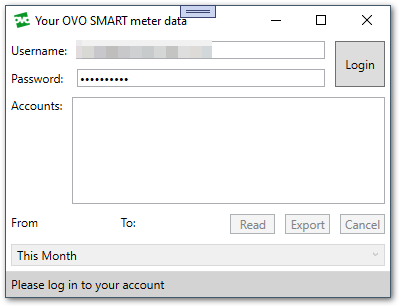 Your OVO SMART meter data
Username:
Login
Password: ••••••••••
Accounts:
From To: Read Export Cancel
This Month
Please log in to your account